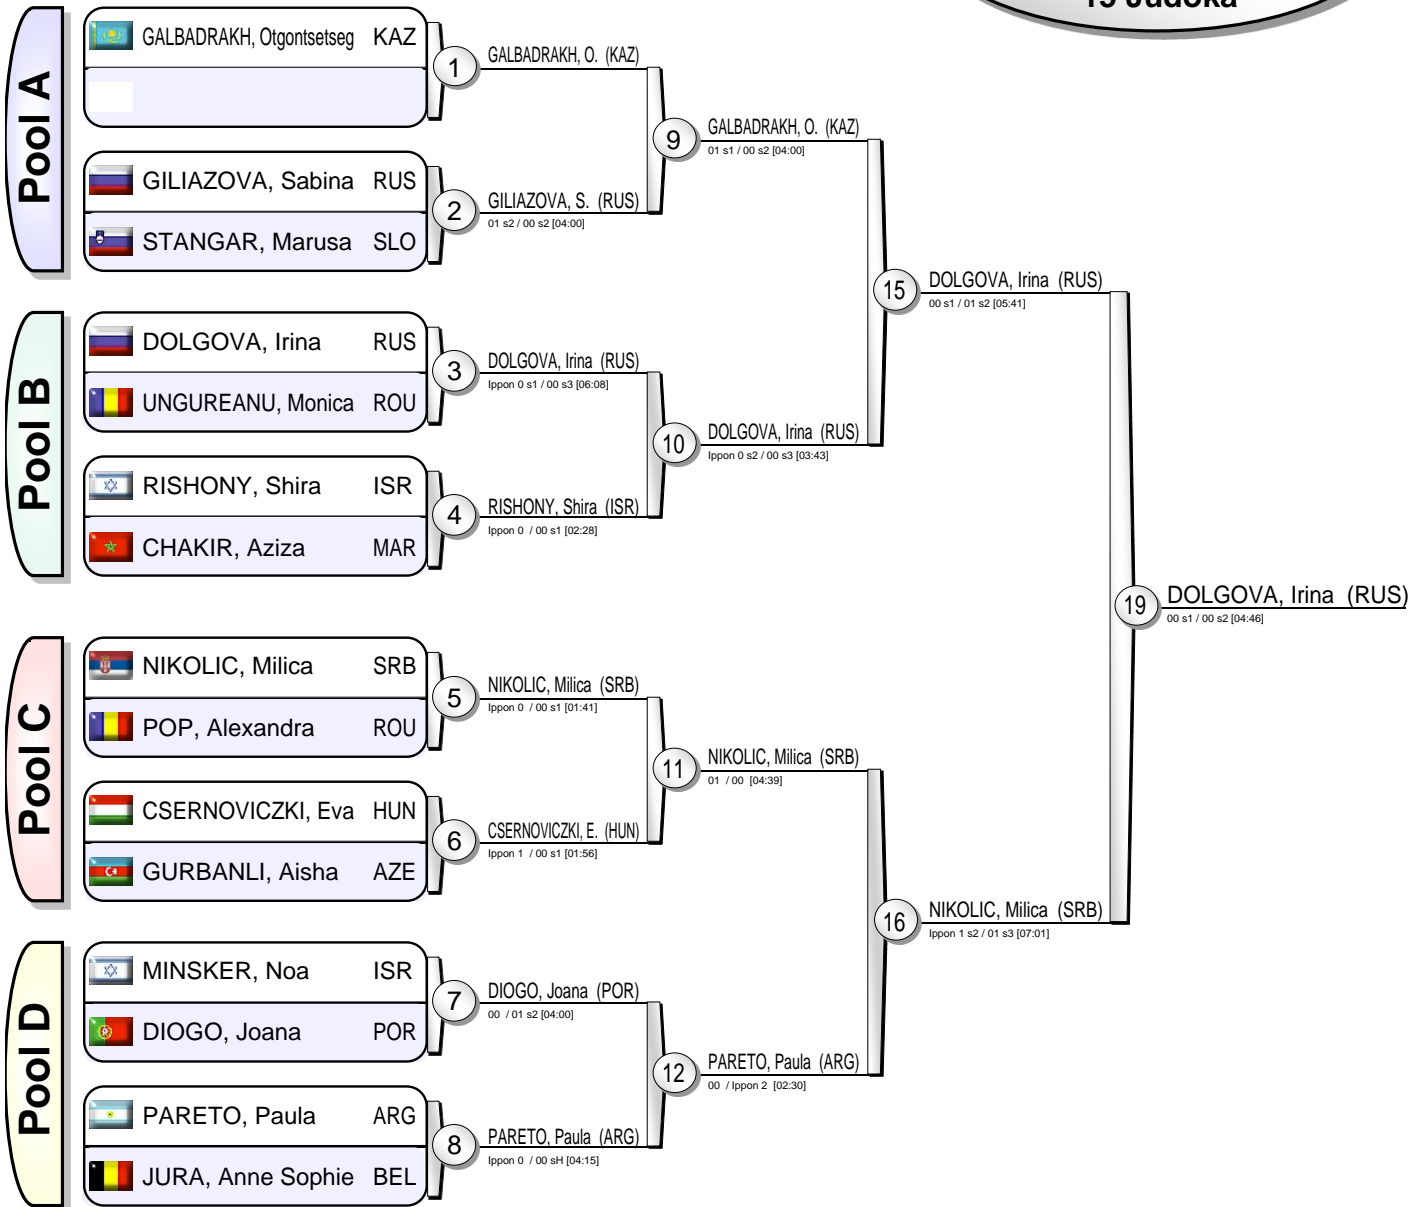 15 Judoka
Pool A
GALBADRAKH, Otgontsetseg KAZ
1
GALBADRAKH, O. (KAZ)
GILIAZOVA, Sabina RUS
STANGAR, Marusa SLO
2
GILIAZOVA, S. (RUS)
01 s2 / 00 s2 [04:00]
9
GALBADRAKH, O. (KAZ)
01 s1 / 00 s2 [04:00]
Pool B
DOLGOVA, Irina RUS
UNGUREANU, Monica ROU
3
DOLGOVA, Irina (RUS)
Ippon 0 s1 / 00 s3 [06:08]
RISHONY, Shira ISR
CHAKIR, Aziza MAR
4
RISHONY, Shira (ISR)
Ippon 0 / 00 s1 [02:28]
10
DOLGOVA, Irina (RUS)
Ippon 0 s2 / 00 s3 [03:43]
15
DOLGOVA, Irina (RUS)
00 s1 / 01 s2 [05:41]
Pool C
NIKOLIC, Milica SRB
POP, Alexandra ROU
5
NIKOLIC, Milica (SRB)
Ippon 0 / 00 s1 [01:41]
CSERNOVICZKI, Eva HUN
GURBANLI, Aisha AZE
6
CSERNOVICZKI, E. (HUN)
Ippon 1 / 00 s1 [01:56]
11
NIKOLIC, Milica (SRB)
01 / 00 [04:39]
Pool D
MINSKER, Noa ISR
DIOGO, Joana POR
7
DIOGO, Joana (POR)
00 / 01 s2 [04:00]
PARETO, Paula ARG
JURA, Anne Sophie BEL
8
PARETO, Paula (ARG)
Ippon 0 / 00 sH [04:15]
12
PARETO, Paula (ARG)
00 / Ippon 2 [02:30]
16
NIKOLIC, Milica (SRB)
Ippon 1 s2 / 01 s3 [07:01]
19
DOLGOVA, Irina (RUS)
00 s1 / 00 s2 [04:46]